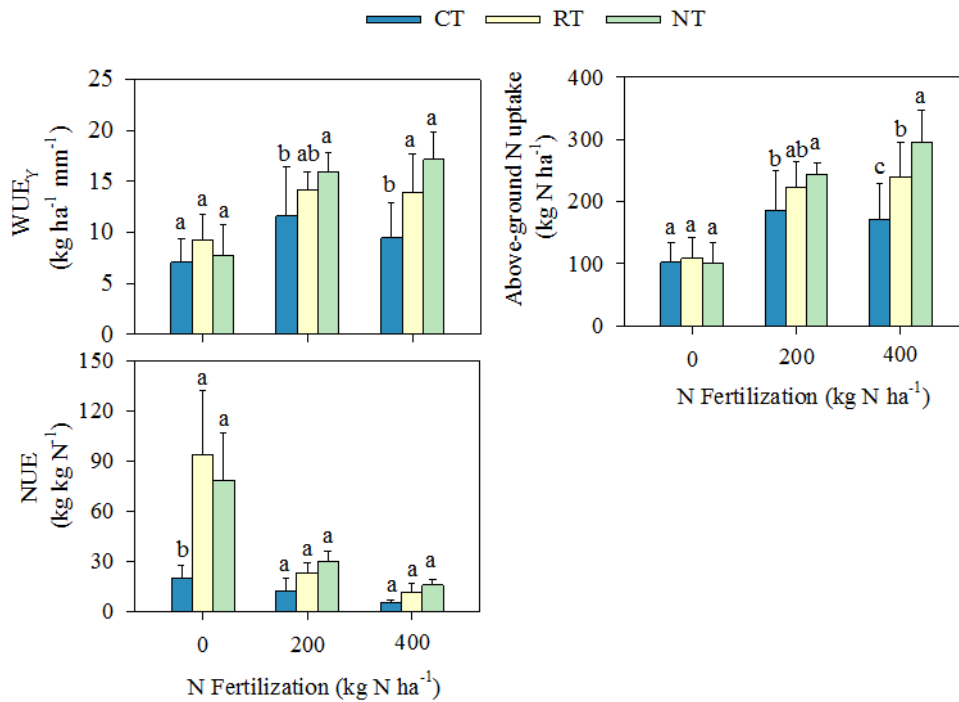 CT RT NT
WUEᵧ
(kg ha⁻¹ mm⁻¹)
25
20
15
10
5
0
a a a
b ab a
b a a
NUE
(kg kg N⁻¹)
150
120
90
60
30
0
b a a
a a a
a a a
0 200 400
N Fertilization (kg N ha⁻¹)
Above-ground N uptake
(kg N ha⁻¹)
400
300
200
100
0
a a a
b ab a
c b a
0 200 400
N Fertilization (kg N ha⁻¹)